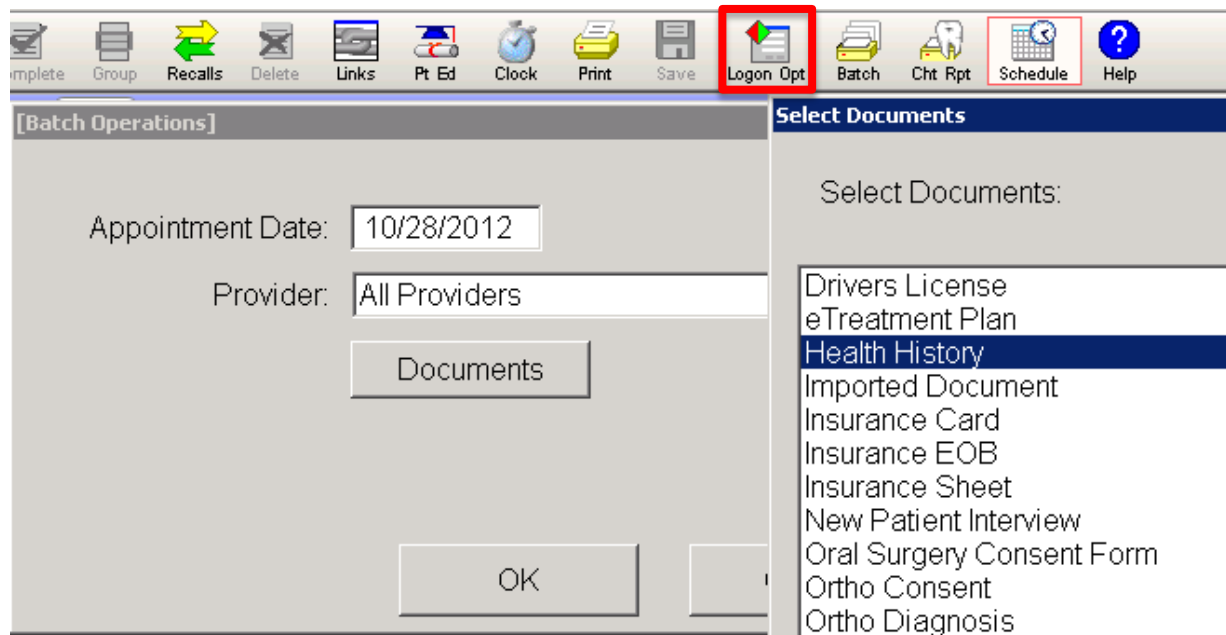 Group Recalls Delete Links Pt Ed Clock Print Save Logon Opt Batch Cht Rpt Schedule Help
[Batch Operations]
Appointment Date: 10/28/2012
Provider: All Providers
Documents
OK
Select Documents
Select Documents:
Drivers License
eTreatment Plan
Health History
Imported Document
Insurance Card
Insurance EOB
Insurance Sheet
New Patient Interview
Oral Surgery Consent Form
Ortho Consent
Ortho Diagnosis